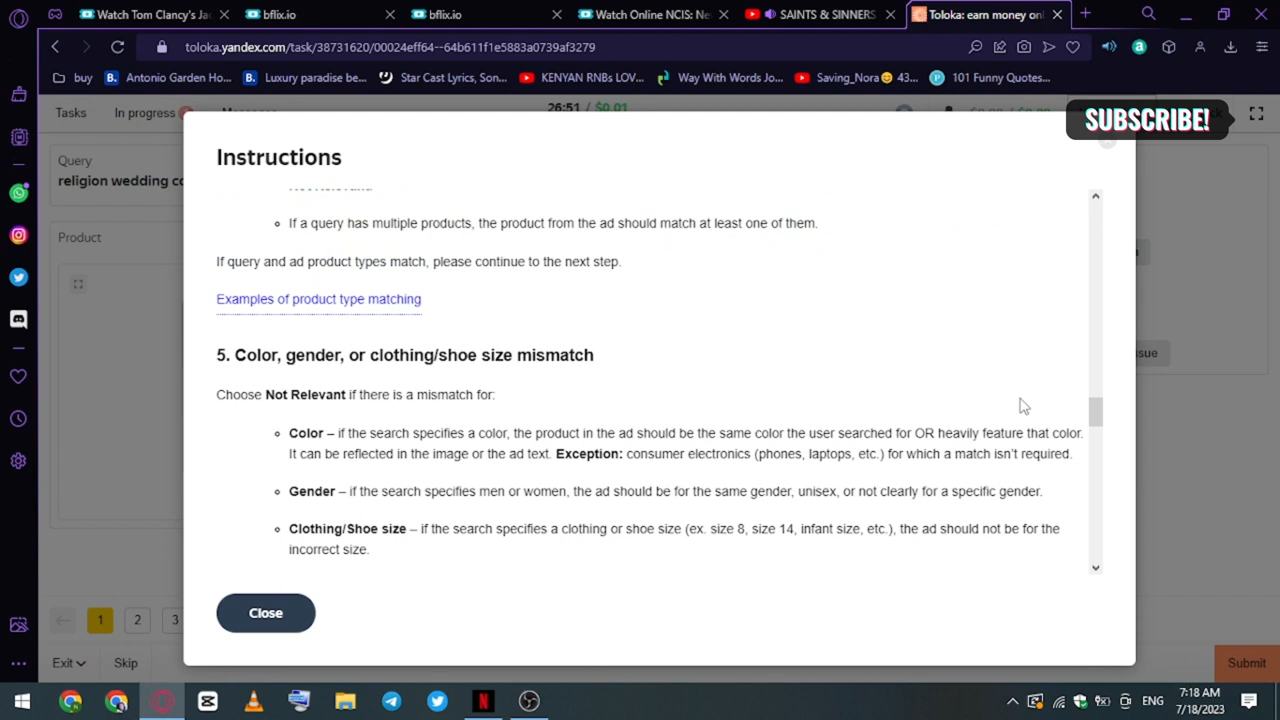 Watch Tom Clancy's Ja
bflix.io
bflix.io
Watch Online NCIS: Ne
SAINTS & SINNERS
Toloka: earn money onl
toloka.yandex.com/task/38731620/00024eff64--64b611f1e5883a0739af3279
buy
Antonio Garden Ho...
Luxury paradise be...
Star Cast Lyrics, Son...
KENYAN RNBs LOV...
Way With Words Jo...
Saving_Nora😊 43...
101 Funny Quotes...
Tasks
In progress
26:51 / $0.01
SUBSCRIBE!
Query
religion wedding co
Product
Instructions
If a query has multiple products, the product from the ad should match at least one of them.
If query and ad product types match, please continue to the next step.
Examples of product type matching
5. Color, gender, or clothing/shoe size mismatch
Choose Not Relevant if there is a mismatch for:
Color – if the search specifies a color, the product in the ad should be the same color the user searched for OR heavily feature that color.
It can be reflected in the image or the ad text. Exception: consumer electronics (phones, laptops, etc.) for which a match isn't required.
Gender – if the search specifies men or women, the ad should be for the same gender, unisex, or not clearly for a specific gender.
Clothing/Shoe size – if the search specifies a clothing or shoe size (ex. size 8, size 14, infant size, etc.), the ad should not be for the
incorrect size.
Close
ssue
1
2
3
Exit
Skip
Submit
ENG
7:18 AM
7/18/2023